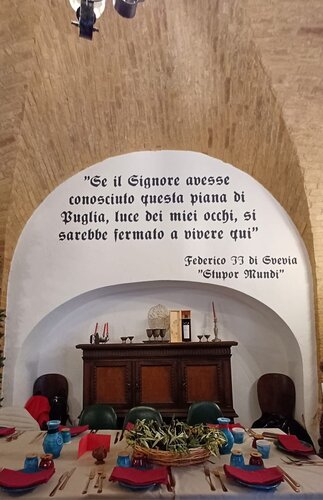 "Se il Signore avesse
conosciuto questa piana di
Puglia, luce dei miei occhi, si
sarebbe fermato a vivere qui"
Federico II di Svevia
"Stupor Mundi"